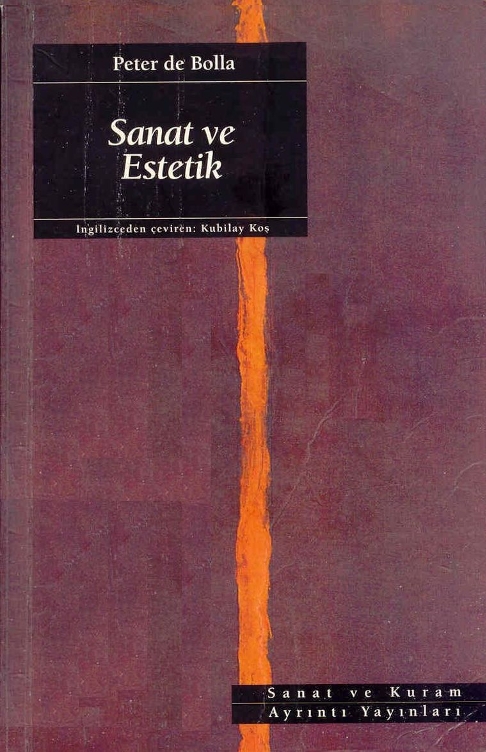 Peter de Bolla
Sanat ve
Estetik
İngilizceden çeviren: Kubilay Koş
Sanat ve Kuram
Ayrıntı Yayınları